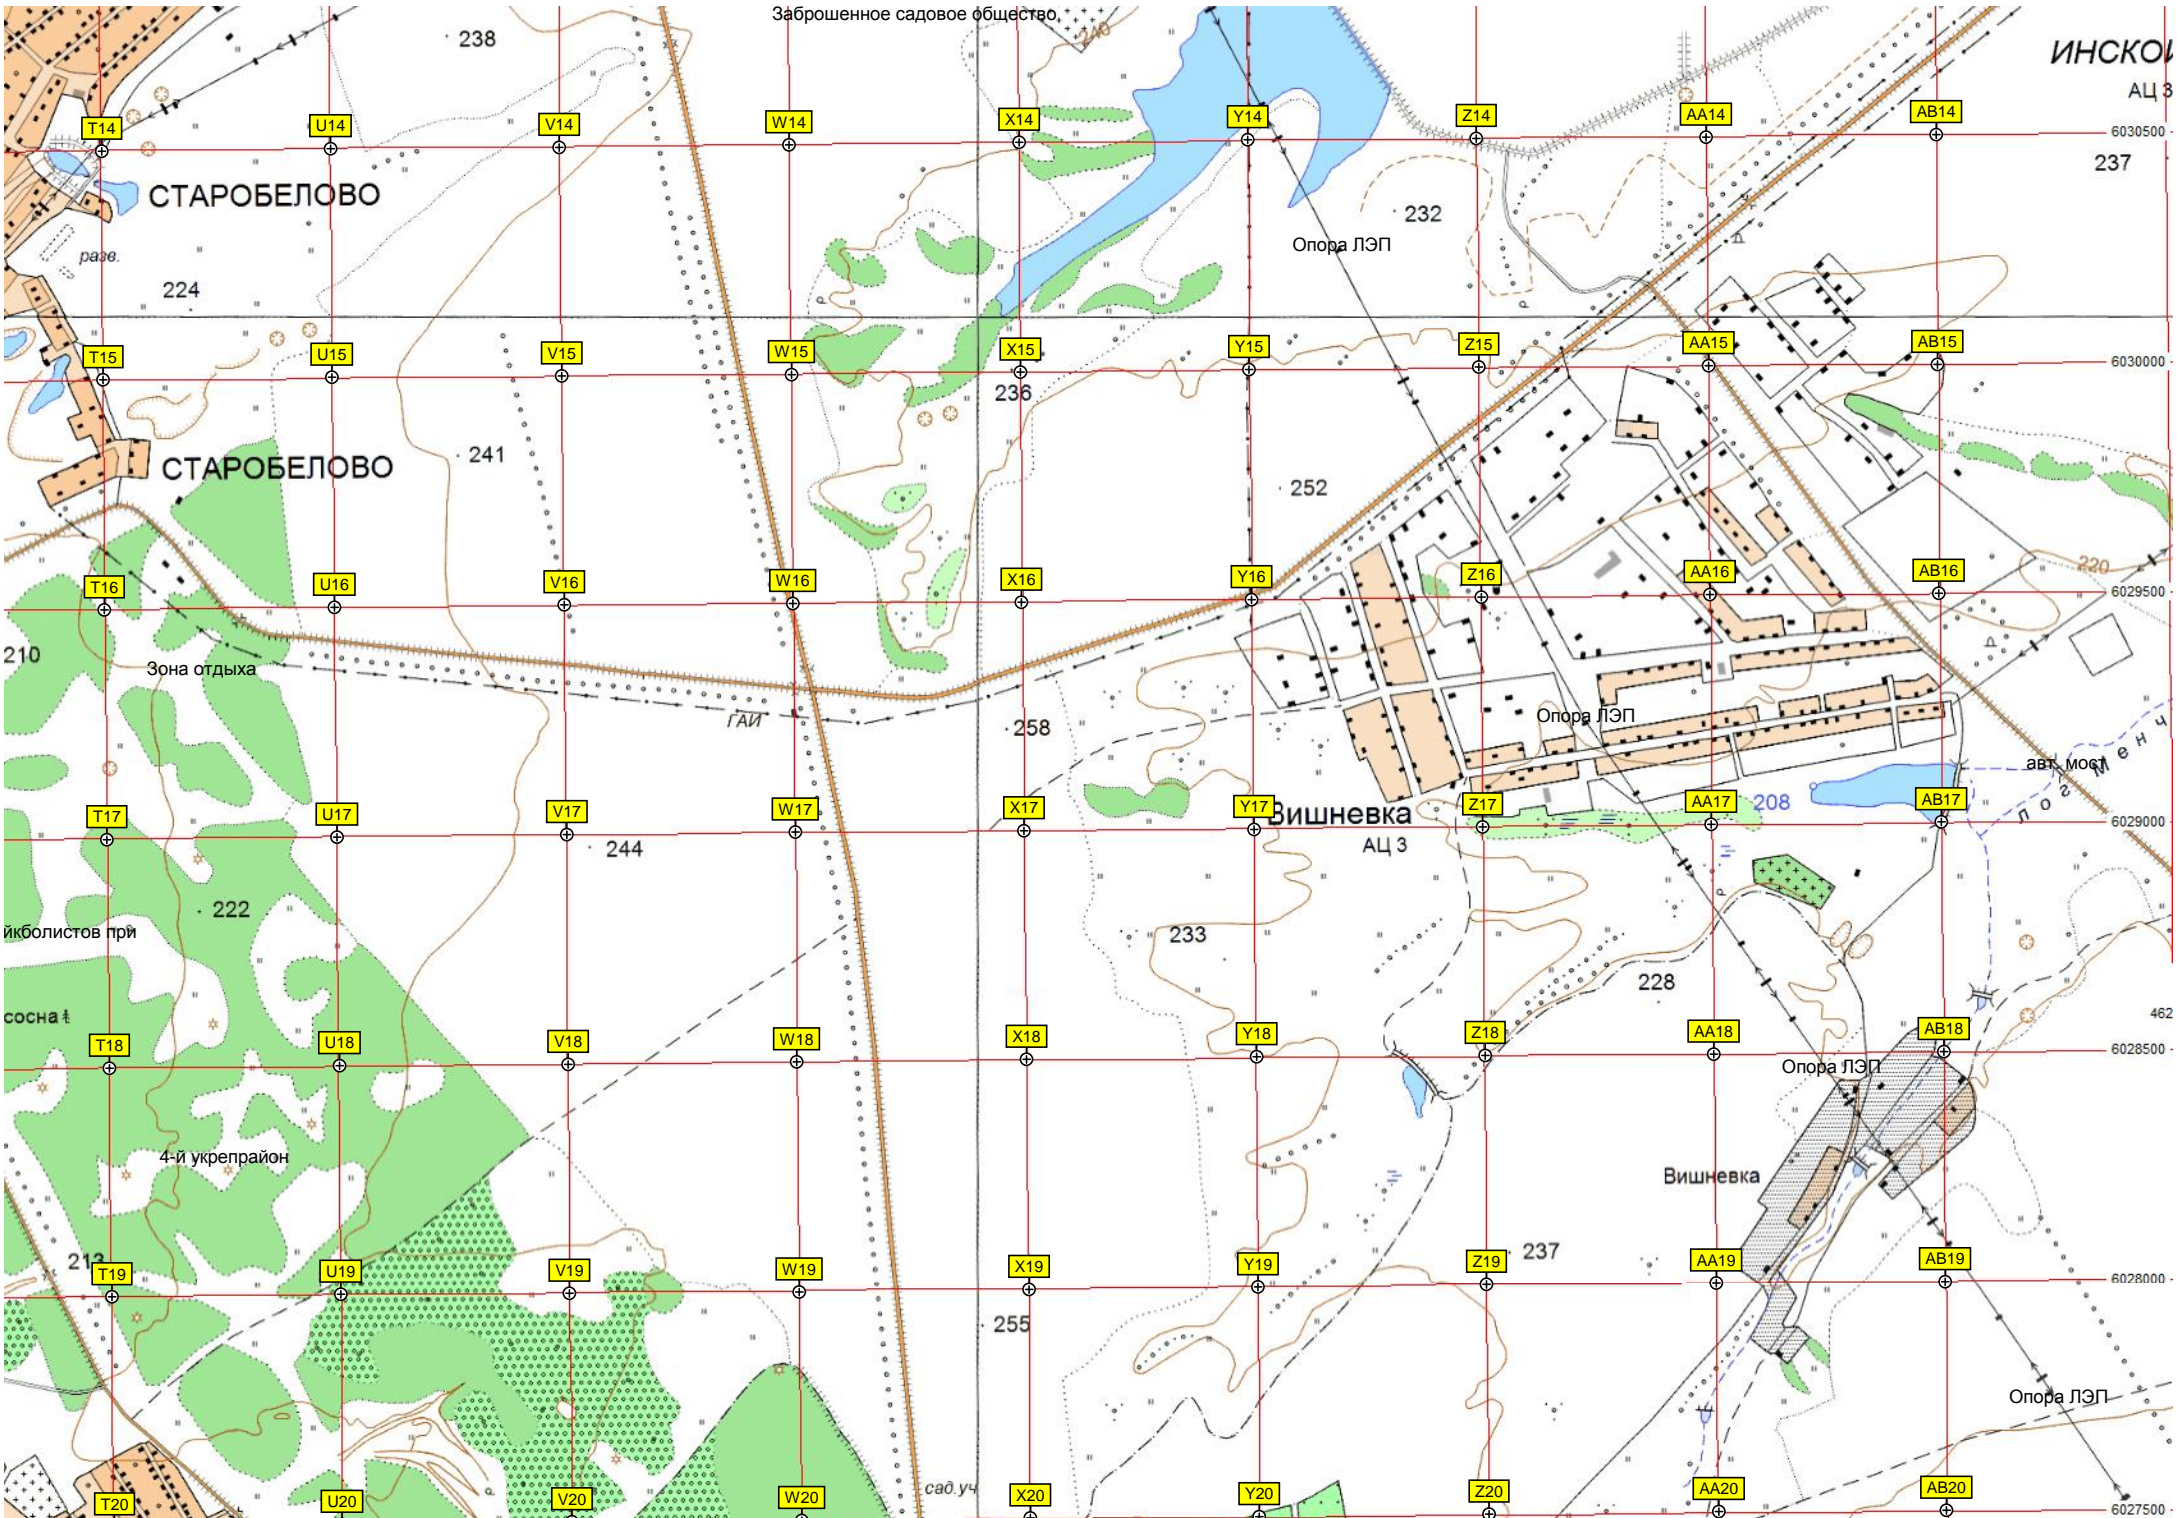 Заброшенное садовое общество
240
238
ИНСКОЙ
АЦ 3
T14
U14
V14
W14
X14
Y14
Z14
AA14
AB14
6030500
237
СТАРОБЕЛОВО
232
Опора ЛЭП
разв.
224
T15
U15
V15
W15
X15
Y15
Z15
AA15
AB15
6030000
236
241
СТАРОБЕЛОВО
252
T16
U16
V16
W16
X16
Y16
Z16
AA16
AB16
220
6029500
210
Зона отдыха
ГАИ
258
Опора ЛЭП
авт. мост
Лог Менч
T17
U17
V17
W17
X17
Y17
Вишневка
АЦ 3
Z17
AA17
208
AB17
6029000
244
222
йкболистов при
233
228
сосна
462
T18
U18
V18
W18
X18
Y18
Z18
AA18
AB18
6028500
Опора ЛЭП
4-й укрепрайон
Вишневка
213
237
T19
U19
V19
W19
X19
Y19
Z19
AA19
AB19
6028000
255
Опора ЛЭП
сад.уч
T20
U20
V20
W20
X20
Y20
Z20
AA20
AB20
6027500